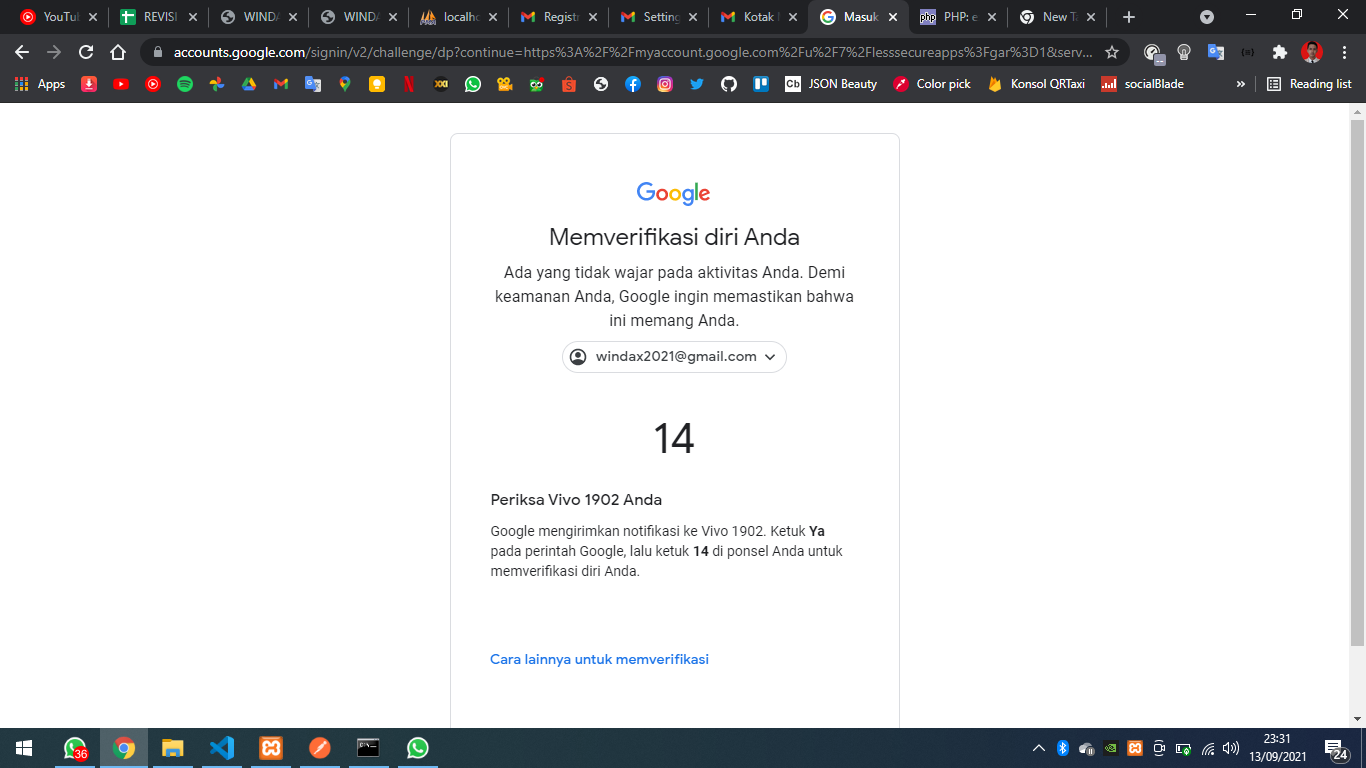 YouTu
REVISI
WINDA
WINDA
localho
Registr
Setting
Kotak
Masuk
PHP: e
New Ta
accounts.google.com/signin/v2/challenge/dp?continue=https%3A%2F%2Fmyaccount.google.com%2Fu%2F7%2Flesssecureapps%3Fgar%3D1&serv...
Apps
JSON Beauty
Color pick
Konsol QRTaxi
socialBlade
»
Reading list
Google
Memverifikasi diri Anda
Ada yang tidak wajar pada aktivitas Anda. Demi
keamanan Anda, Google ingin memastikan bahwa
ini memang Anda.
windax2021@gmail.com
14
Periksa Vivo 1902 Anda
Google mengirimkan notifikasi ke Vivo 1902. Ketuk Ya
pada perintah Google, lalu ketuk 14 di ponsel Anda untuk
memverifikasi diri Anda.
Cara lainnya untuk memverifikasi
36
23:31
13/09/2021
24